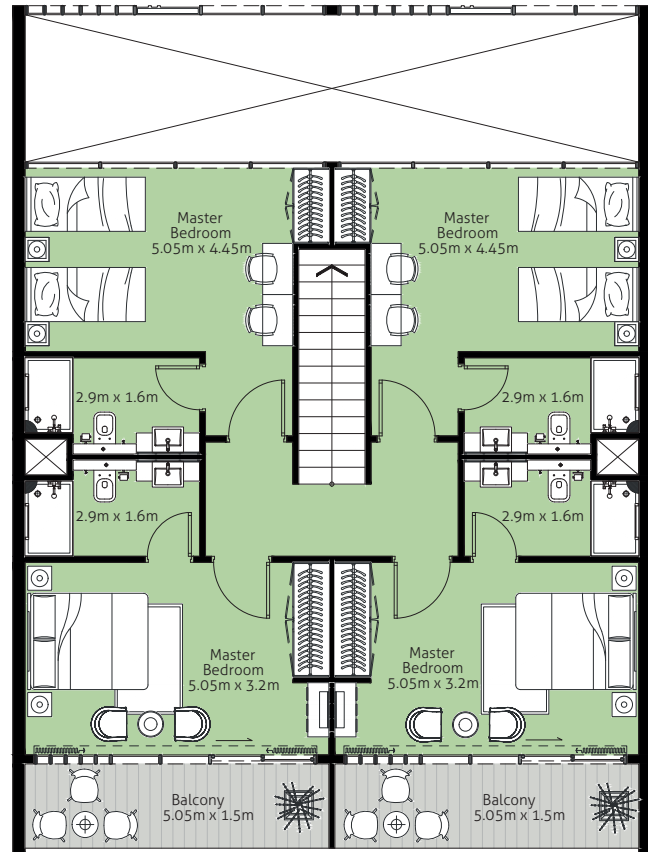 Master
Bedroom
5.05m x 4.45m
Master
Bedroom
5.05m x 4.45m
2.9m x 1.6m
2.9m x 1.6m
2.9m x 1.6m
2.9m x 1.6m
Master
Bedroom
5.05m x 3.2m
Master
Bedroom
5.05m x 3.2m
Balcony
5.05m x 1.5m
Balcony
5.05m x 1.5m